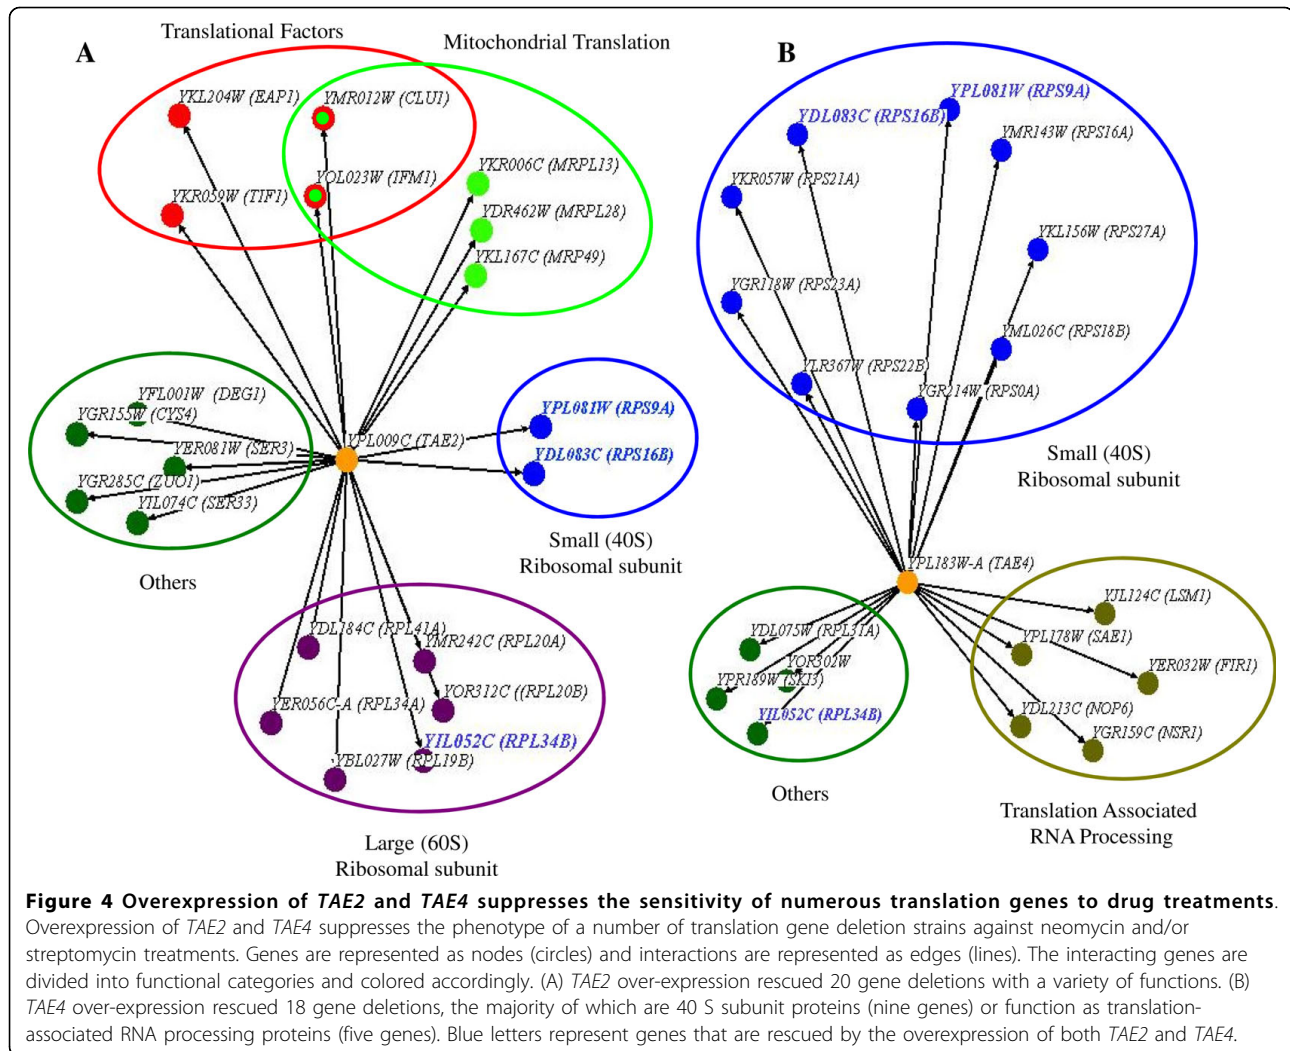 Translational Factors
A
Mitochondrial Translation
YKL204W (EAP1)
YMR012W (CLU1)
YKR006C (MRPL13)
YOL023W (IFM1)
YKR059W (TIF1)
YDR462W (MRPL28)
YKL167C (MRP49)
YFL001W (DEG1)
YGR155W (CYS4)
YPL081W (RPS9A)
YER081W (SER3)
YPL009C (TAE2)
YDL083C (RPS16B)
YGR285C (ZUO1)
YIL074C (SER33)
Small (40S)
Ribosomal subunit
Others
YDL184C (RPL41A)
YMR242C (RPL20A)
YER056C-A (RPL34A)
YOR312C ((RPL20B)
YIL052C (RPL34B)
YBL027W (RPL19B)
Large (60S)
Ribosomal subunit
B
YPL081W (RPS9A)
YDL083C (RPS16B)
YMR143W (RPS16A)
YKR057W (RPS21A)
YKL156W (RPS27A)
YGR118W (RPS23A)
YML026C (RPS18B)
YLR367W (RPS22B)
YGR214W (RPS0A)
Small (40S)
Ribosomal subunit
YPL183W-A (TAE4)
YJL124C (LSM1)
YDL075W (RPL31A)
YPL178W (SAE1)
YOR302W
YPR189W (SKI3)
YER032W (FIR1)
YIL052C (RPL34B)
YDL213C (NOP6)
YGR159C (NSR1)
Others
Translation Associated
RNA Processing
Figure 4 Overexpression of TAE2 and TAE4 suppresses the sensitivity of numerous translation genes to drug treatments.
Overexpression of TAE2 and TAE4 suppresses the phenotype of a number of translation gene deletion strains against neomycin and/or
streptomycin treatments. Genes are represented as nodes (circles) and interactions are represented as edges (lines). The interacting genes are
divided into functional categories and colored accordingly. (A) TAE2 over-expression rescued 20 gene deletions with a variety of functions. (B)
TAE4 over-expression rescued 18 gene deletions, the majority of which are 40 S subunit proteins (nine genes) or function as translation-
associated RNA processing proteins (five genes). Blue letters represent genes that are rescued by the overexpression of both TAE2 and TAE4.